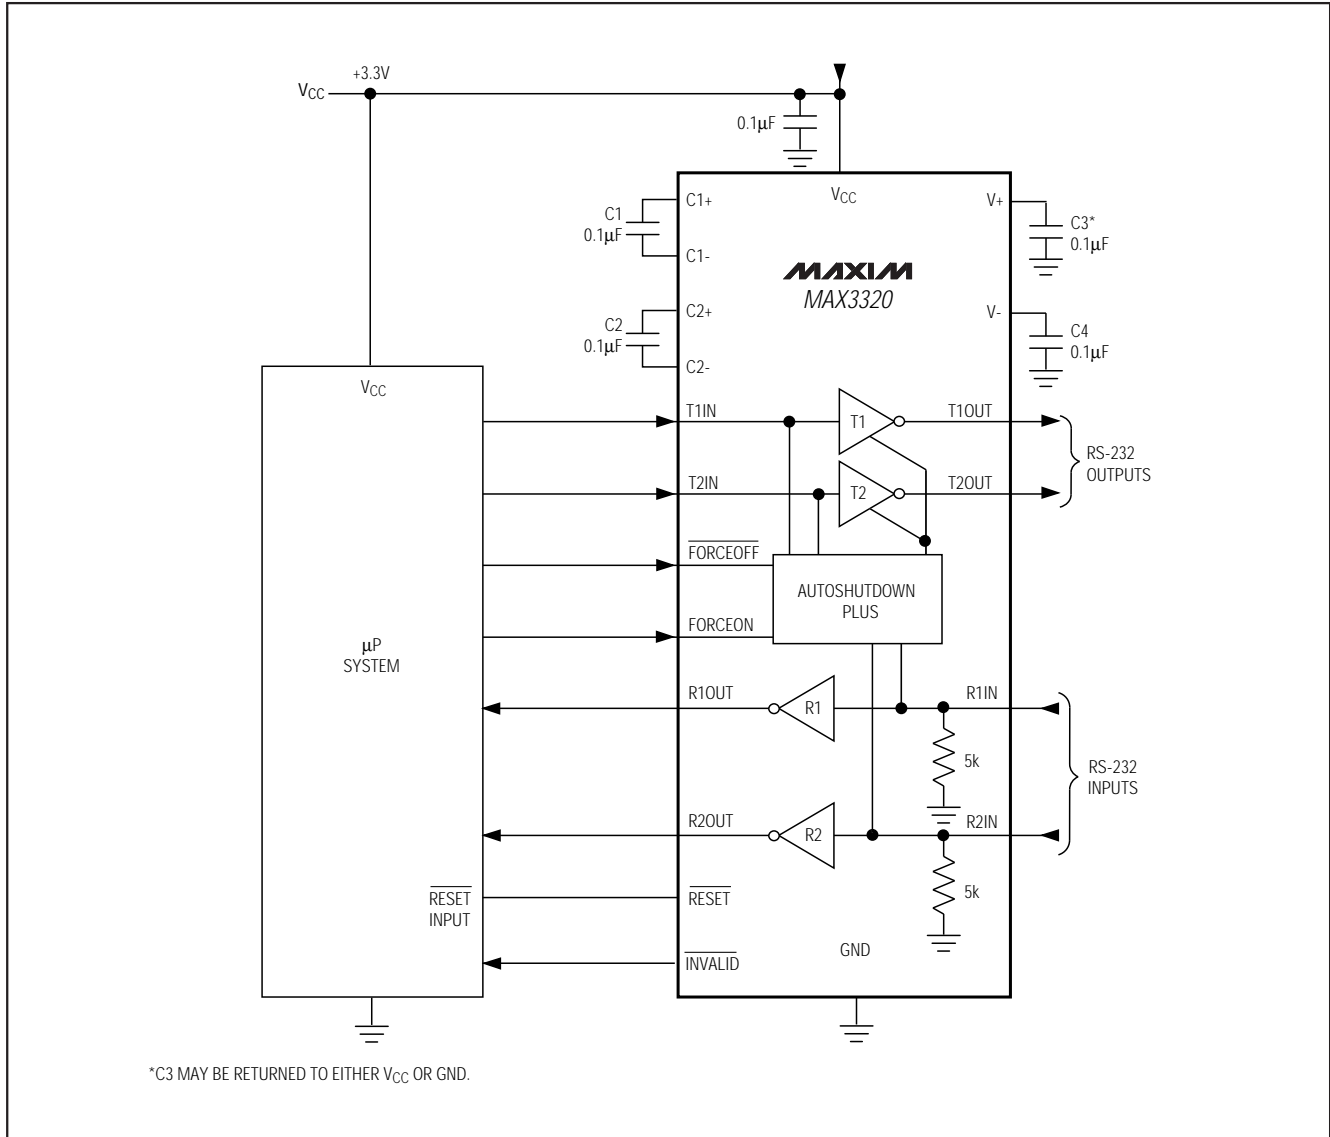 +3.3V
VCC
0.1µF
VCC
C1+
C1
0.1µF
C1-
V+
C3*
0.1µF
MAXIM
MAX3320
C2+
C2
0.1µF
C2-
V-
C4
0.1µF
VCC
T1IN
T1
T1OUT
T2IN
T2
T2OUT
RS-232
OUTPUTS
FORCEOFF
AUTOSHUTDOWN
PLUS
FORCEON
µP
SYSTEM
R1OUT
R1
R1IN
5k
RS-232
INPUTS
R2OUT
R2
R2IN
5k
RESET
INPUT
RESET
INVALID
GND
*C3 MAY BE RETURNED TO EITHER VCC OR GND.